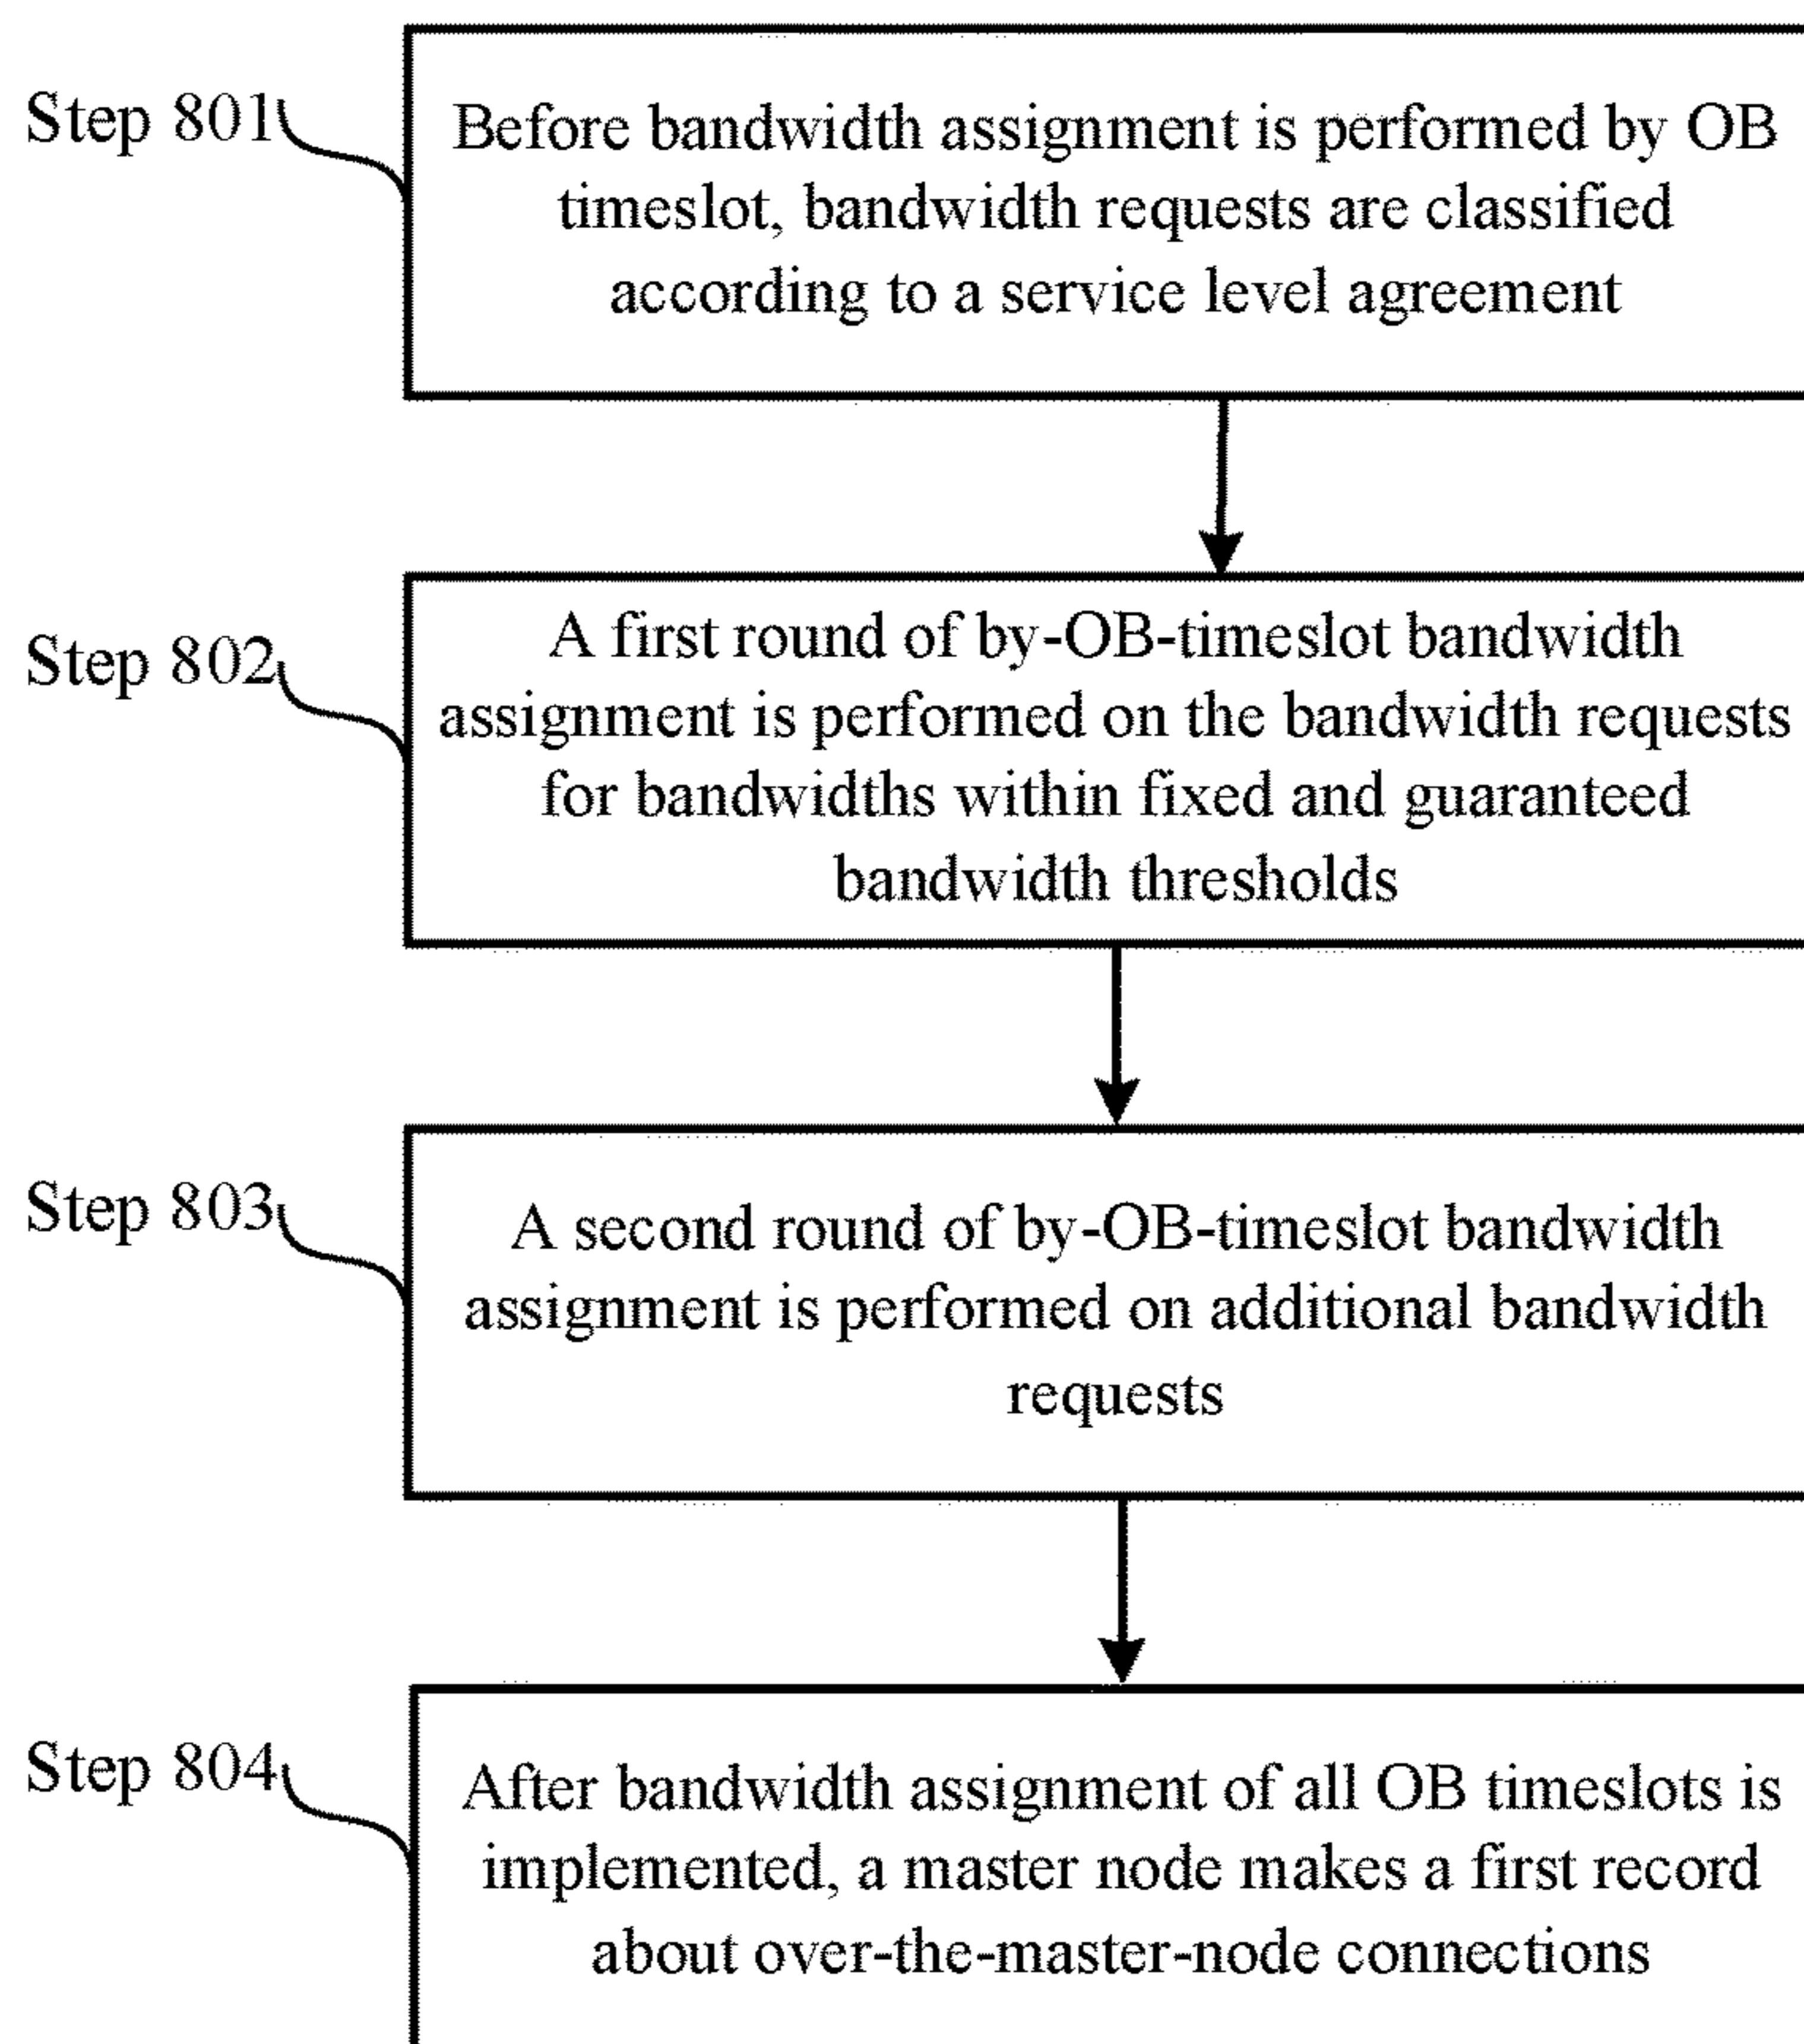 Step 801
Before bandwidth assignment is performed by OB
timeslot, bandwidth requests are classified
according to a service level agreement
Step 802
A first round of by-OB-timeslot bandwidth
assignment is performed on the bandwidth requests
for bandwidths within fixed and guaranteed
bandwidth thresholds
Step 803
A second round of by-OB-timeslot bandwidth
assignment is performed on additional bandwidth
requests
Step 804
After bandwidth assignment of all OB timeslots is
implemented, a master node makes a first record
about over-the-master-node connections